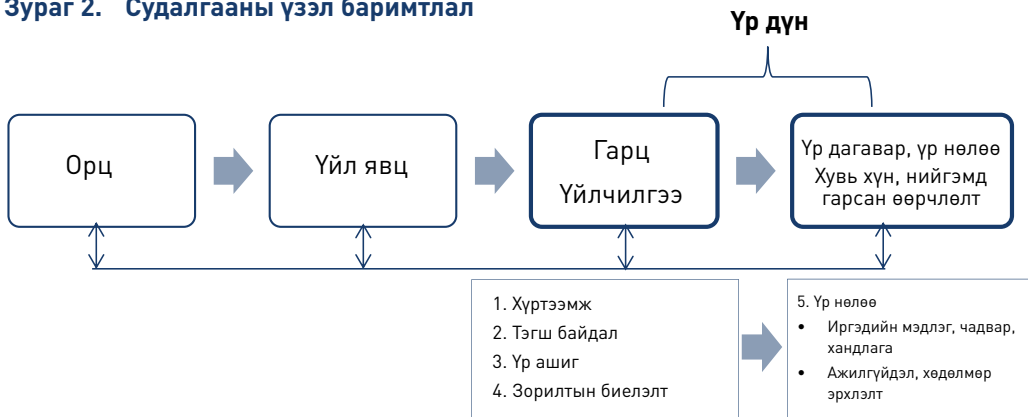 Зураг 2. Судалгааны үзэл баримтлал
Үр дүн
Орц
Үйл явц
Гарц
Үйлчилгээ
Үр дагавар, үр нөлөө
Хувь хүн, нийгэмд
гарсан өөрчлөлт
1. Хүртээмж
2. Тэгш байдал
3. Үр ашиг
4. Зорилтын биелэлт
5. Үр нөлөө
• Иргэдийн мэдлэг, чадвар,
хандлага
• Ажилгүйдэл, хөдөлмөр
эрхлэлт